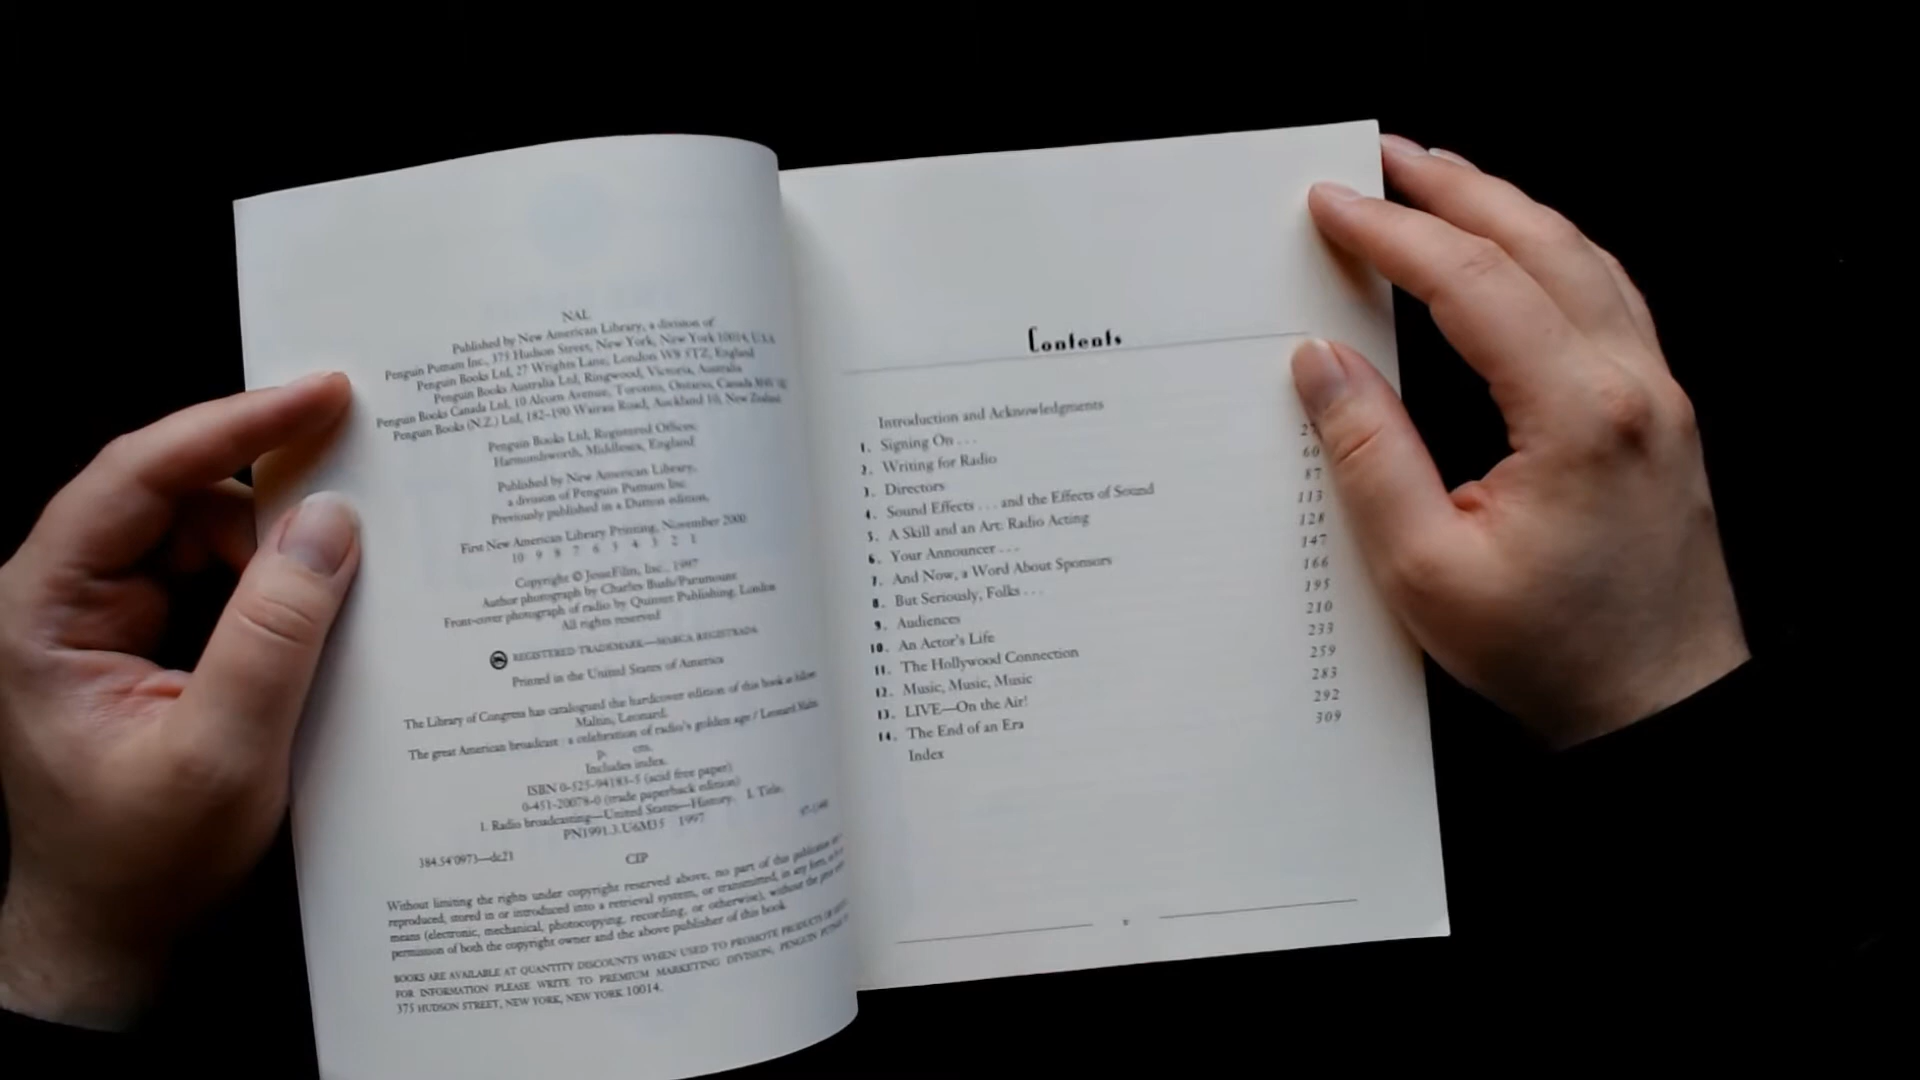 NAL
Published by New American Library, a division of
Penguin Putnam Inc., 375 Hudson Street, New York, New York 10014, USA
Penguin Books Ltd, 27 Wrights Lane, London W8 5TZ, England
Penguin Books Australia Ltd, Ringwood, Victoria, Australia
Penguin Books Canada Ltd, 10 Alcorn Avenue, Toronto, Ontario, Canada
Penguin Books (N.Z.) Ltd, 182–190 Wairau Road, Auckland 10, New Zealand
Penguin Books Ltd, Registered Offices:
Harmondsworth, Middlesex, England
Published by New American Library,
a division of Penguin Putnam Inc.
Previously published in a Dutton edition.
First New American Library Printing, November 2000
10 9 8 7 6 5 4 3 2 1
Copyright © JessieFilm, Inc., 1997
Author photograph by Charles Bush/Paramount
Front-cover photograph of radio by Quintet Publishing, London
All rights reserved
REGISTERED TRADEMARK—MARCA REGISTRADA
Printed in the United States of America
The Library of Congress has catalogued the hardcover edition of this book as follows:
Maltin, Leonard.
The great American broadcast : a celebration of radio's golden age / Leonard Maltin
p. cm.
Includes index.
ISBN 0-525-94183-5 (acid free paper)
0-451-20078-0 (trade paperback edition)
1. Radio broadcasting—United States—History. I. Title.
PN1991.3.U6M35 1997
384.54'0973—dc21
CIP
Without limiting the rights under copyright reserved above, no part of this publication
reproduced, stored in or introduced into a retrieval system, or transmitted, in any form,
means (electronic, mechanical, photocopying, recording, or otherwise), without the prior
permission of both the copyright owner and the above publisher of this book.
BOOKS ARE AVAILABLE AT QUANTITY DISCOUNTS WHEN USED TO PROMOTE PRODUCTS OR
FOR INFORMATION PLEASE WRITE TO PREMIUM MARKETING DIVISION, PENGUIN PUTNAM
375 HUDSON STREET, NEW YORK, NEW YORK 10014.
Contents
Introduction and Acknowledgments
1. Signing On . . .
2. Writing for Radio 27
3. Directors 60
4. Sound Effects . . . and the Effects of Sound 87
5. A Skill and an Art: Radio Acting 113
6. Your Announcer . . . 128
7. And Now, a Word About Sponsors 147
8. But Seriously, Folks . . . 166
9. Audiences 195
10. An Actor's Life 210
11. The Hollywood Connection 233
12. Music, Music, Music 259
13. LIVE—On the Air! 283
14. The End of an Era 292
Index 309
v